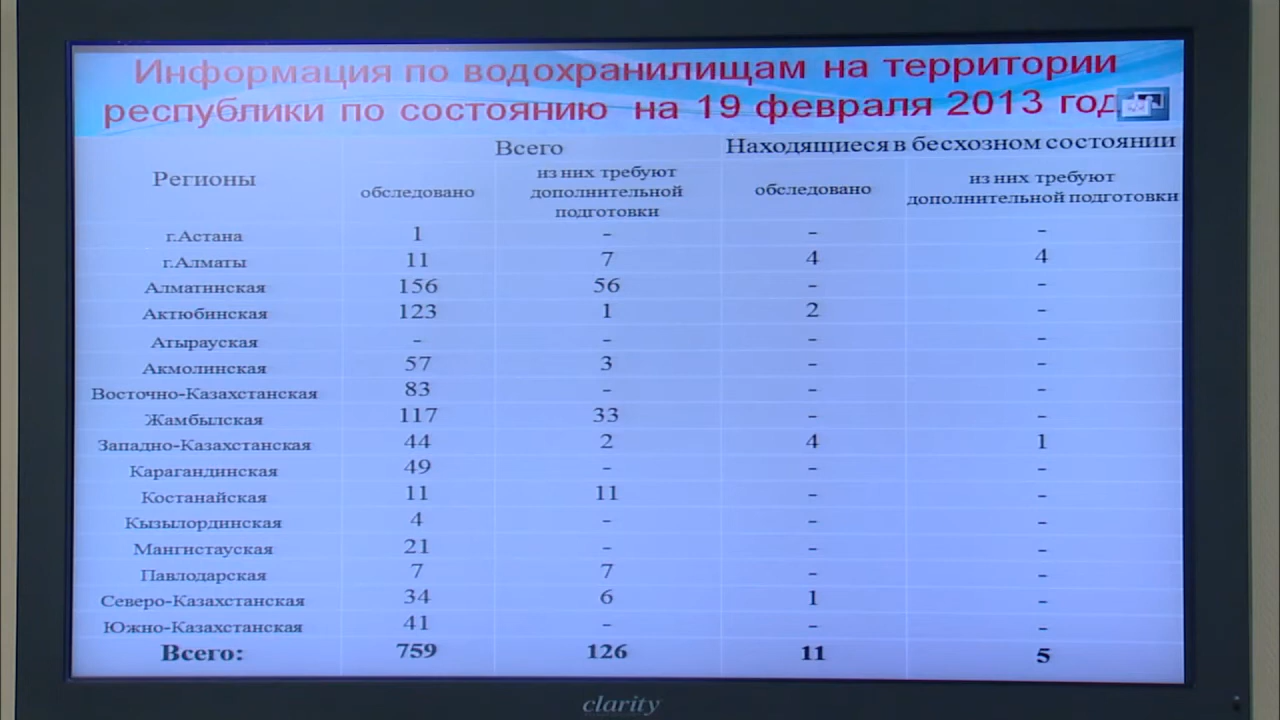 Информация по водохранилищам на территории
республики по состоянию на 19 февраля 2013 год
Регионы Всего Находящиеся в бесхозном состоянии
обследовано из них требуют дополнительной подготовки обследовано из них требуют дополнительной подготовки
г.Астана 1 - - -
г.Алматы 11 7 4 4
Алматинская 156 56 - -
Актюбинская 123 1 2 -
Атырауская - - - -
Акмолинская 57 3 - -
Восточно-Казахстанская 83 - - -
Жамбылская 117 33 - -
Западно-Казахстанская 44 2 4 1
Карагандинская 49 - - -
Костанайская 11 11 - -
Кызылординская 4 - - -
Мангистауская 21 - - -
Павлодарская 7 7 - -
Северо-Казахстанская 34 6 1 -
Южно-Казахстанская 41 - - -
Всего: 759 126 11 5
clarity